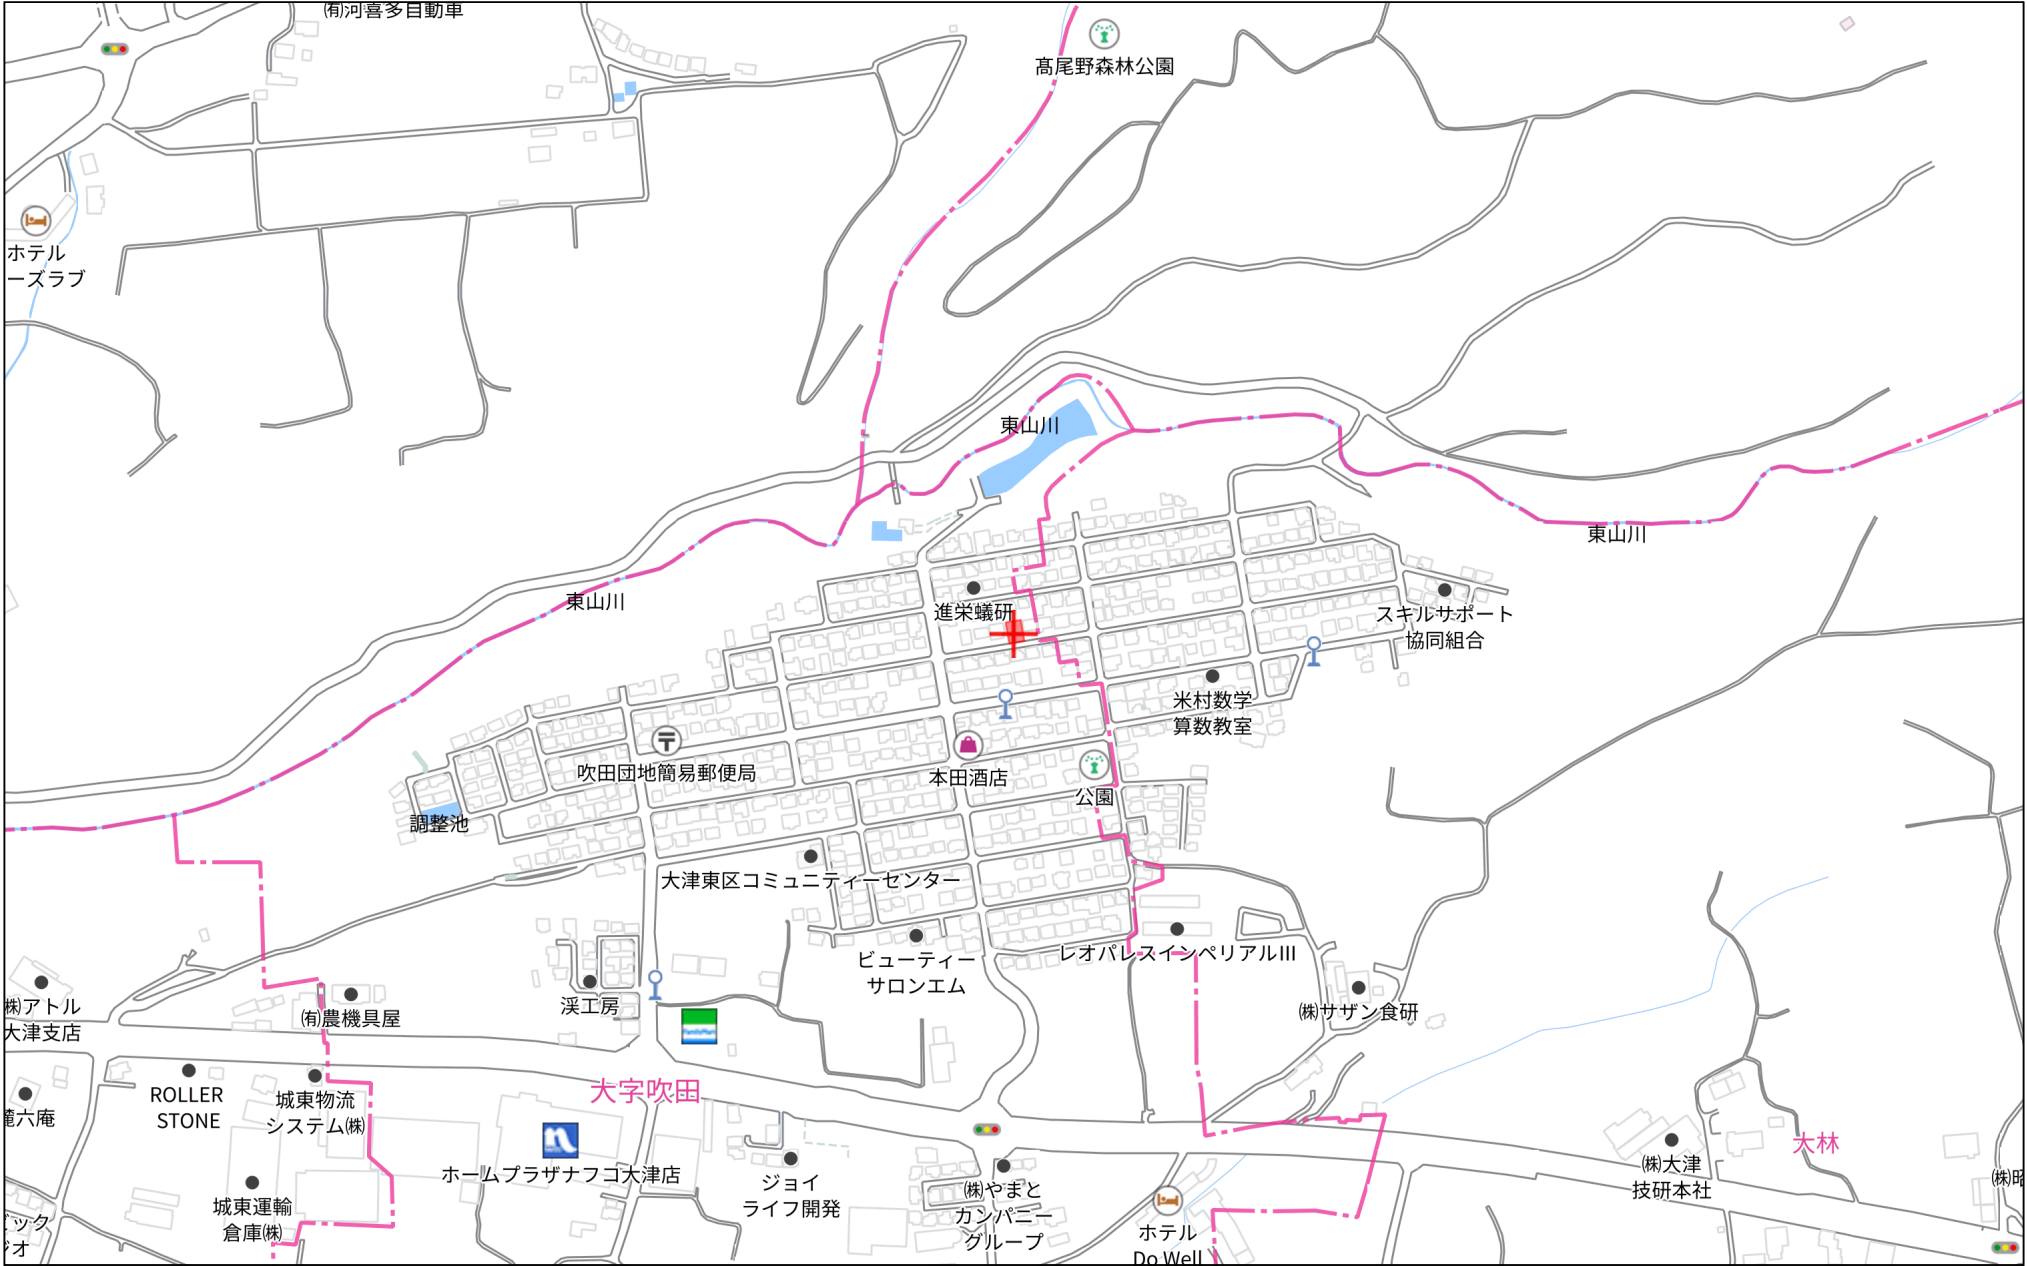 ㈲河喜多自動車
髙尾野森林公園
ホテル
ーズラブ
東山川
東山川
東山川
進栄蟻研
スキルサポート
協同組合
米村数学
算数教室
吹田団地簡易郵便局
本田酒店
公園
調整池
大津東区コミュニティーセンター
ビューティー
サロンエム
レオパレスインペリアルⅢ
㈱アトル
大津支店
㈲農機具屋
渓工房
FamilyMart
㈱サザン食研
ROLLER
STONE
城東物流
システム㈱
大字吹田
六庵
ホームプラザナフコ大津店
ジョイ
ライフ開発
㈱やまと
カンパニー
グループ
㈱大津
技研本社
大林
城東運輸
倉庫㈱
ック
オ
ホテル
Do Well